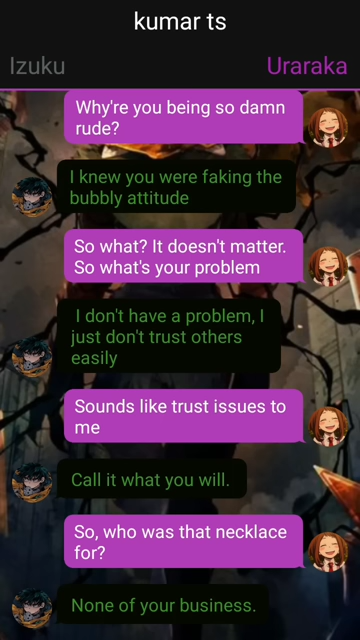 kumar ts
Izuku
Uraraka
Why're you being so damn
rude?
I knew you were faking the
bubbly attitude
So what? It doesn't matter.
So what's your problem
I don't have a problem, I
just don't trust others
easily
Sounds like trust issues to
me
Call it what you will.
So, who was that necklace
for?
None of your business.